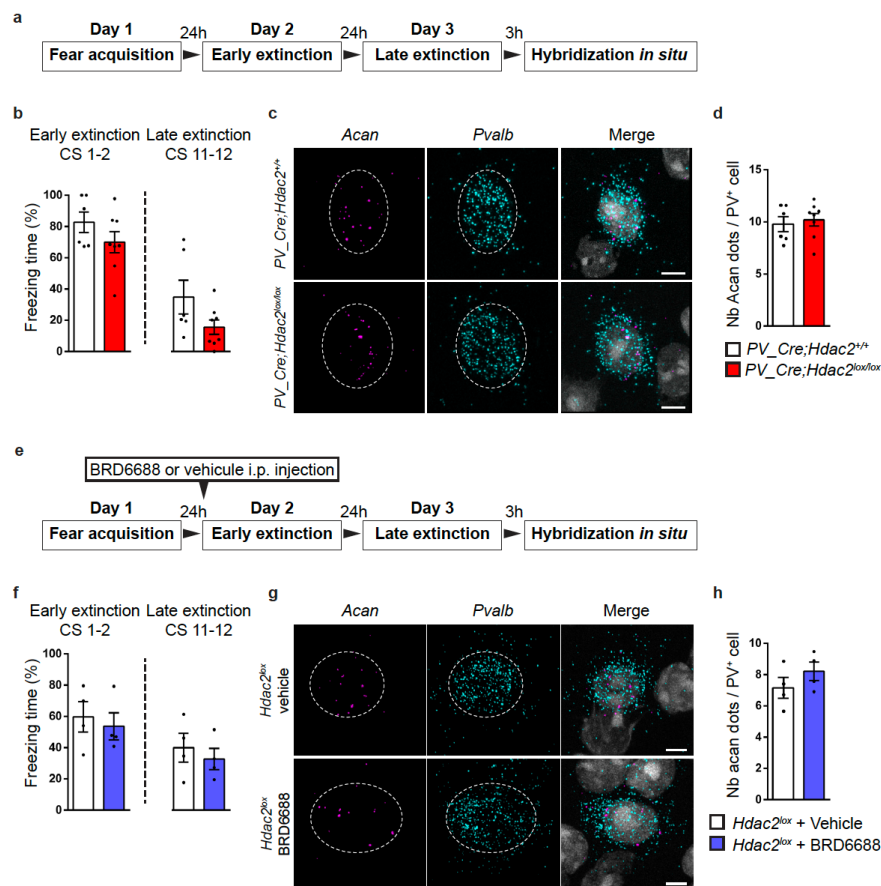 a
Day 1
24h
Day 2
24h
Day 3
3h
Fear acquisition
Early extinction
Late extinction
Hybridization in situ
b
Early extinction
CS 1-2
Late extinction
CS 11-12
Freezing time (%)
100
80
60
40
20
0
c
Acan
Pvalb
Merge
PV_Cre;Hdac2+/+
PV_Cre;Hdac2lox/lox
d
Nb Acan dots / PV+ cell
15
10
5
0
PV_Cre;Hdac2+/+
PV_Cre;Hdac2lox/lox
e
BRD6688 or vehicule i.p. injection
Day 1
24h
Day 2
24h
Day 3
3h
Fear acquisition
Early extinction
Late extinction
Hybridization in situ
f
Early extinction
CS 1-2
Late extinction
CS 11-12
Freezing time (%)
100
80
60
40
20
0
g
Acan
Pvalb
Merge
Hdac2lox
vehicle
Hdac2lox
BRD6688
h
Nb acan dots / PV+ cell
10
8
6
4
2
0
Hdac2lox + Vehicle
Hdac2lox + BRD6688